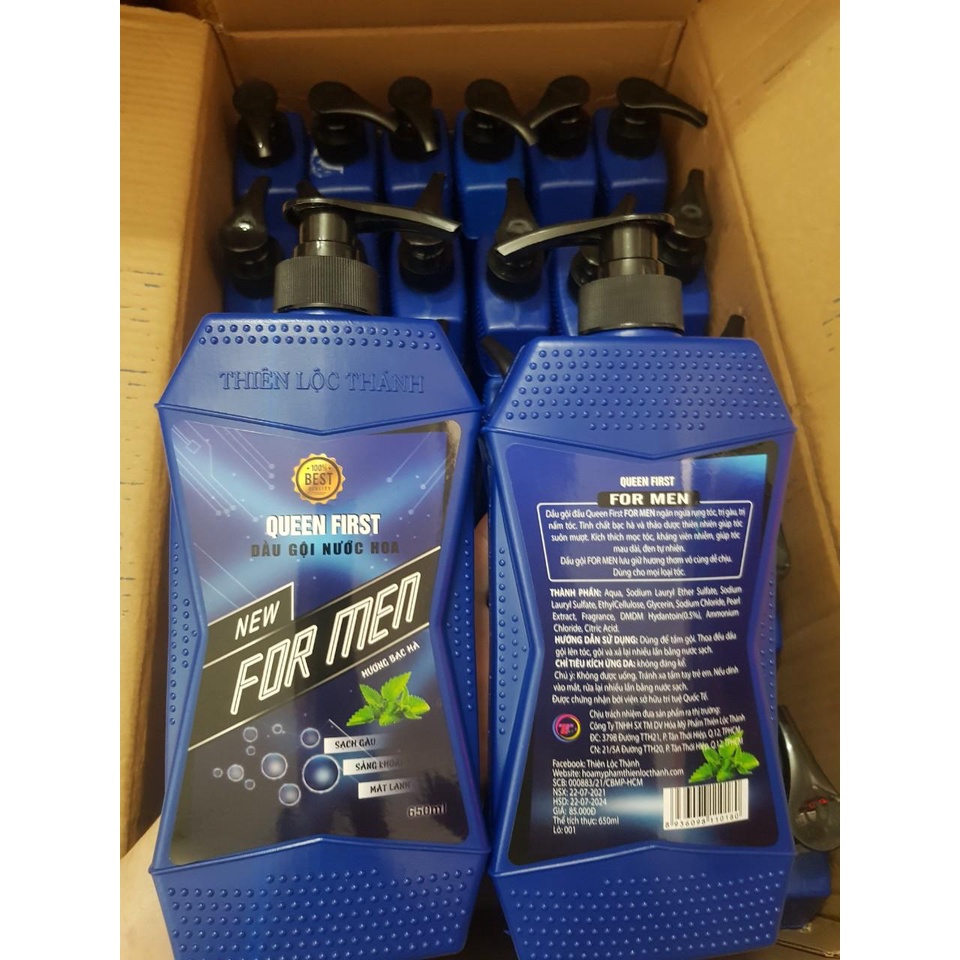 THIÊN LỘC THÀNH
100%
BEST
QUALITY
QUEEN FIRST
DẦU GỘI NƯỚC HOA
NEW
FOR MEN
HƯƠNG BẠC HÀ
SẠCH GÀU
SẢNG KHOÁI
MÁT LẠNH
650ml
QUEEN FIRST
FOR MEN
Dầu gội đầu Queen First FOR MEN ngăn ngừa rụng tóc, trị gàu, trị
nấm tóc. Tinh chất bạc hà và thảo dược thiên nhiên giúp tóc
suôn mượt. Kích thích mọc tóc, kháng viêm nhiễm, giúp tóc
mau dài, đen tự nhiên.
Dầu gội FOR MEN lưu giữ hương thơm vô cùng dễ chịu.
Dùng cho mọi loại tóc.
THÀNH PHẦN: Aqua, Sodium Lauryl Ether Sulfate, Sodium
Lauryl Sulfate, EthylCellulose, Glycerin, Sodium Chloride, Pearl
Extract, Fragrance, DMDM Hydantoin(0.5%), Ammonium
Chloride, Citric Acid.
HƯỚNG DẪN SỬ DỤNG: Dùng để tắm gội. Thoa đều dầu
gội lên tóc, gội và xả lại nhiều lần bằng nước sạch.
CHỈ TIÊU KÍCH ỨNG DA: không đáng kể.
Chú ý: Không được uống. Tránh xa tầm tay trẻ em. Nếu dính
vào mắt, rửa lại nhiều lần bằng nước sạch.
Được chứng nhận bởi viện sở hữu trí tuệ Quốc Tế.
Chịu trách nhiệm đưa sản phẩm ra thị trường:
Công Ty TNHH SX TM DV Hóa Mỹ Phẩm Thiên Lộc Thành
ĐC: 379B Đường TTH21, P. Tân Thới Hiệp, Q.12, TPHCM
CN: 21/5A Đường TTH20, P. Tân Thới Hiệp, Q.12, TPHCM
Facebook: Thiên Lộc Thành
Website: hoamyphamthienlocthanh.com
SCB: 000883/21/CBMP-HCM
NSX: 22-07-2021
HSD: 22-07-2024
GIÁ: 85.000Đ
Thể tích thực: 650ml
Lô: 001
8 936098 110180